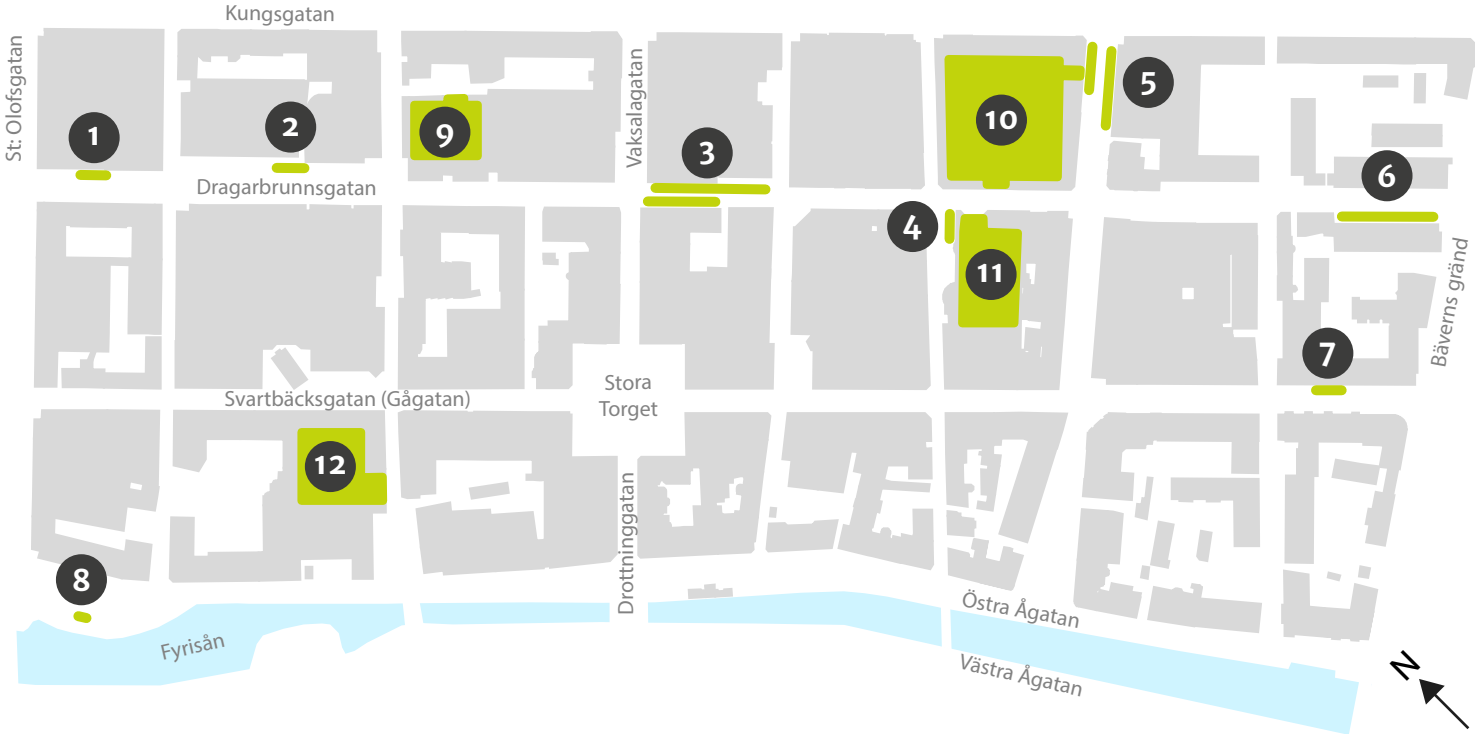 Kungsgatan
St: Olofsgatan
Vaksalagatan
1
2
9
3
10
5
6
Dragarbrunnsgatan
4
11
Bäverns gränd
7
Stora
Torget
Svartbäcksgatan (Gågatan)
12
Drottninggatan
8
Östra Ågatan
Fyrisån
Västra Ågatan
N